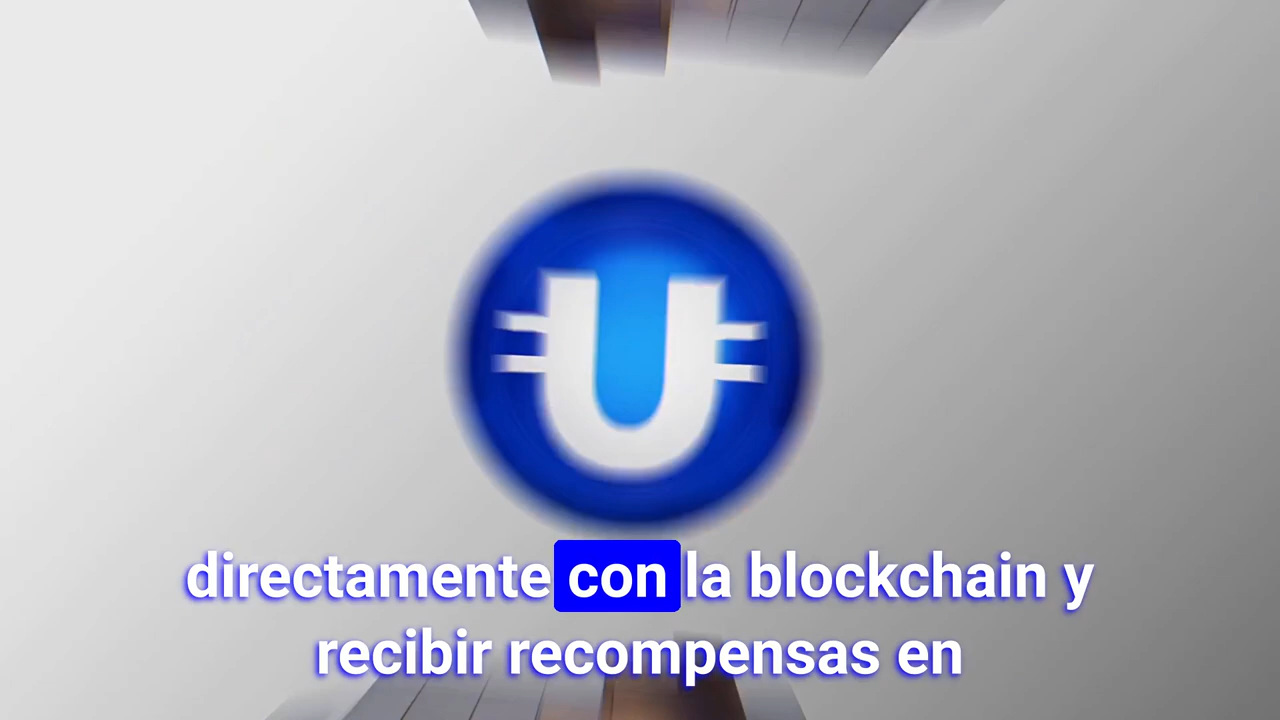 U
directamente con la blockchain y
recibir recompensas en